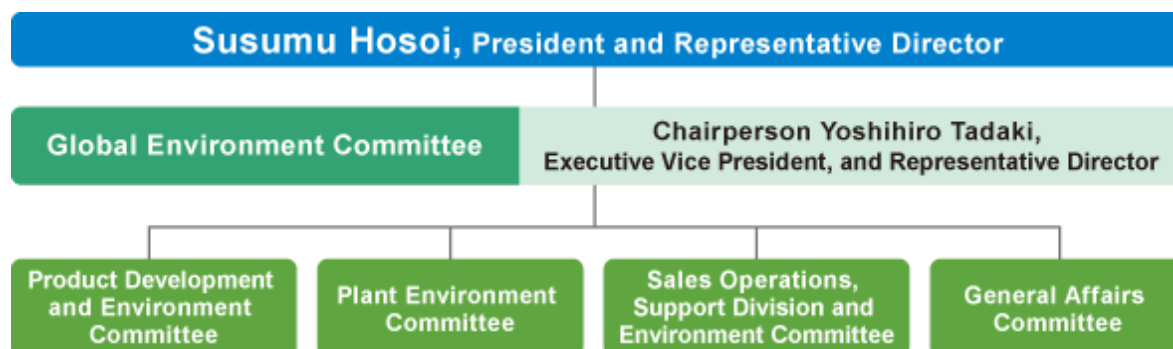 Susumu Hosoi, President and Representative Director
Global Environment Committee
Chairperson Yoshihiro Tadaki,
Executive Vice President, and Representative Director
Product Development
and Environment
Committee
Plant Environment
Committee
Sales Operations,
Support Division and
Environment Committee
General Affairs
Committee